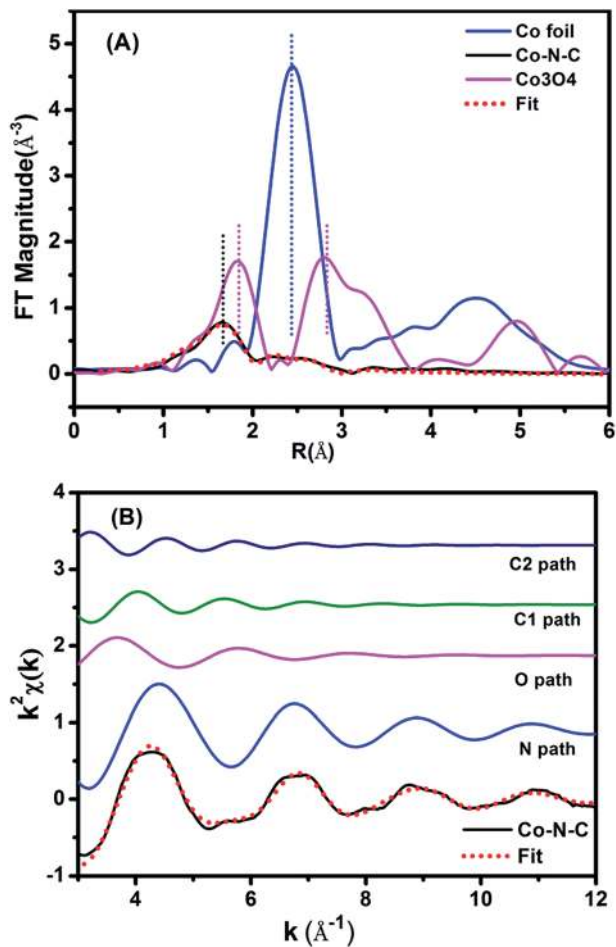 (A)
Co foil
Co-N-C
Co3O4
Fit
FT Magnitude(Å-3)
5
4
3
2
1
0
0 1 2 3 4 5 6
R(Å)
(B)
C2 path
C1 path
O path
N path
Co-N-C
Fit
k²χ(k)
4
3
2
1
0
-1
4 6 8 10 12
k (Å⁻¹)